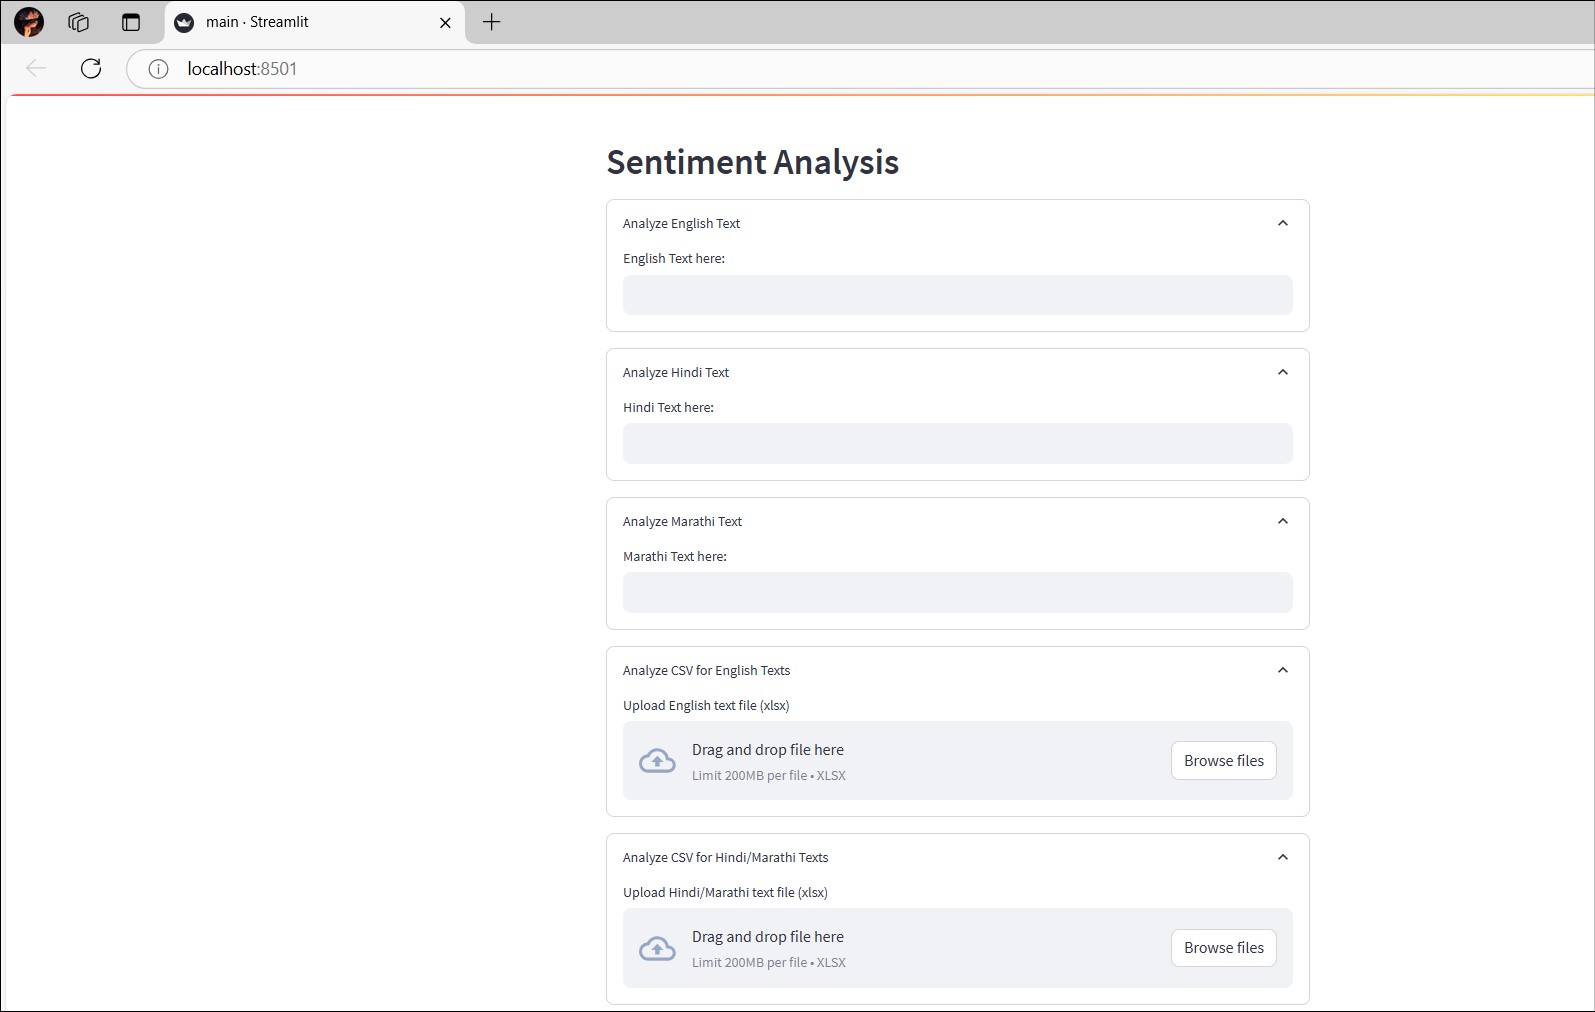 main · Streamlit
localhost:8501
Sentiment Analysis
Analyze English Text
English Text here:
Analyze Hindi Text
Hindi Text here:
Analyze Marathi Text
Marathi Text here:
Analyze CSV for English Texts
Upload English text file (xlsx)
Drag and drop file here
Limit 200MB per file • XLSX
Browse files
Analyze CSV for Hindi/Marathi Texts
Upload Hindi/Marathi text file (xlsx)
Drag and drop file here
Limit 200MB per file • XLSX
Browse files